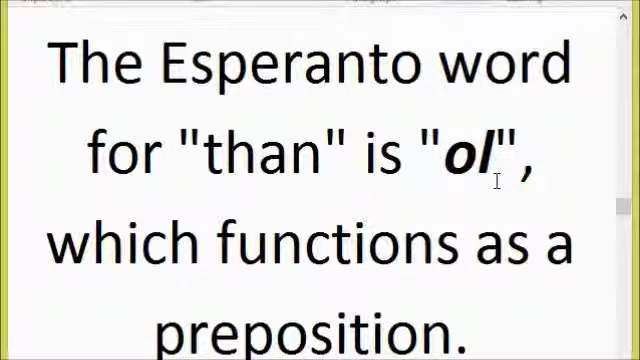 The Esperanto word
for "than" is "ol",
which functions as a
preposition.